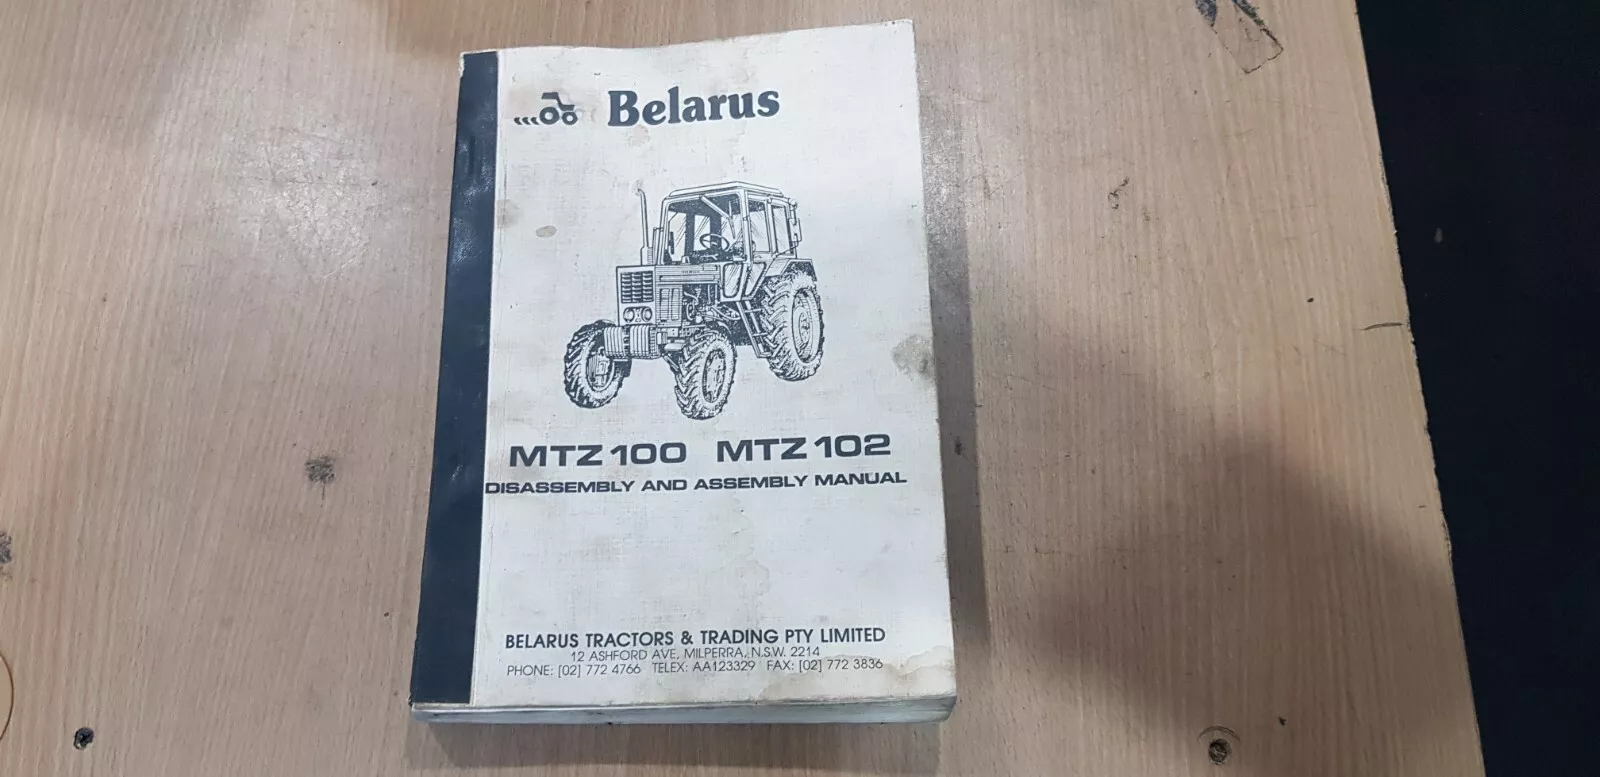 Belarus
MTZ 100 MTZ 102
DISASSEMBLY AND ASSEMBLY MANUAL
BELARUS TRACTORS & TRADING PTY LIMITED
12 ASHFORD AVE, MILPERRA, N.S.W. 2214
PHONE: [02] 772 4766 TELEX: AA123329 FAX: [02] 772 3836